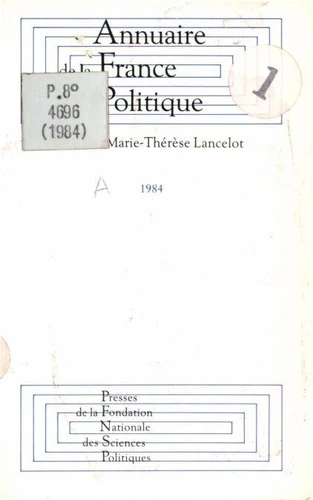 Annuaire
de la France
Politique
P.8°
4696
(1984)
1
Marie-Thérèse Lancelot
A
1984
Presses
de la Fondation
Nationale
des Sciences
Politiques